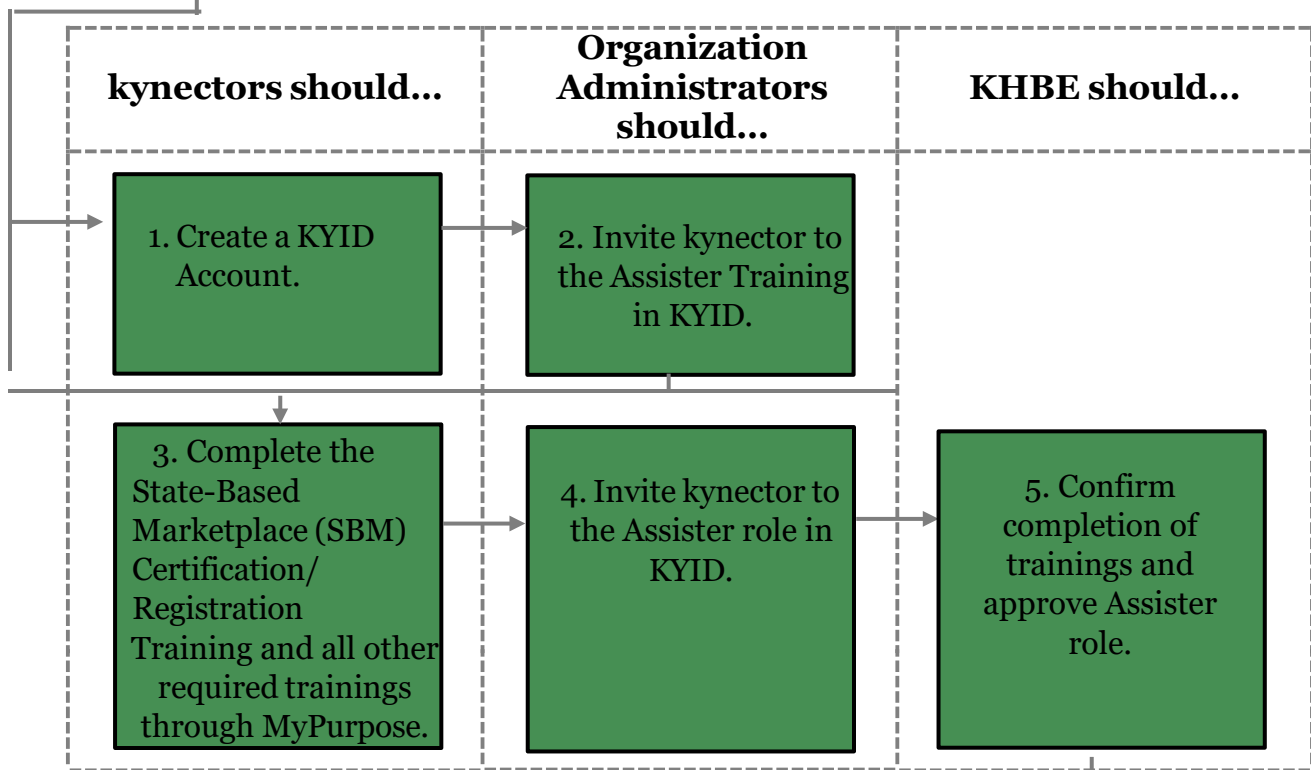 kynectors should...
Organization
Administrators
should...
KHBE should...
1. Create a KYID
Account.
2. Invite kynector to
the Assister Training
in KYID.
3. Complete the
State-Based
Marketplace (SBM)
Certification/
Registration
Training and all other
required trainings
through MyPurpose.
4. Invite kynector to
the Assister role in
KYID.
5. Confirm
completion of
trainings and
approve Assister
role.